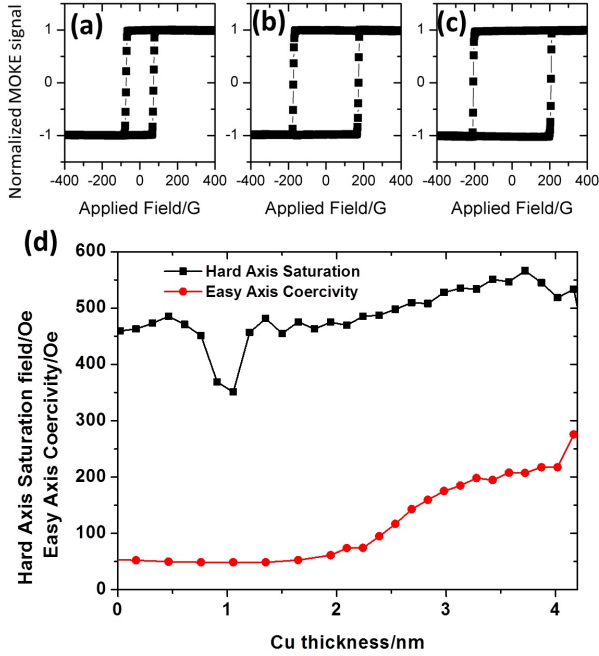 (a) (b) (c)
Normalized MOKE signal
1 1 1
0 0 0
-1 -1 -1
-400 -200 0 200 400 -400 -200 0 200 400 -400 -200 0 200 400
Applied Field/G Applied Field/G Applied Field/G
(d)
Hard Axis Saturation field/Oe
Easy Axis Coercivity/Oe
600
500
400
300
200
100
0
Hard Axis Saturation
Easy Axis Coercivity
0 1 2 3 4
Cu thickness/nm